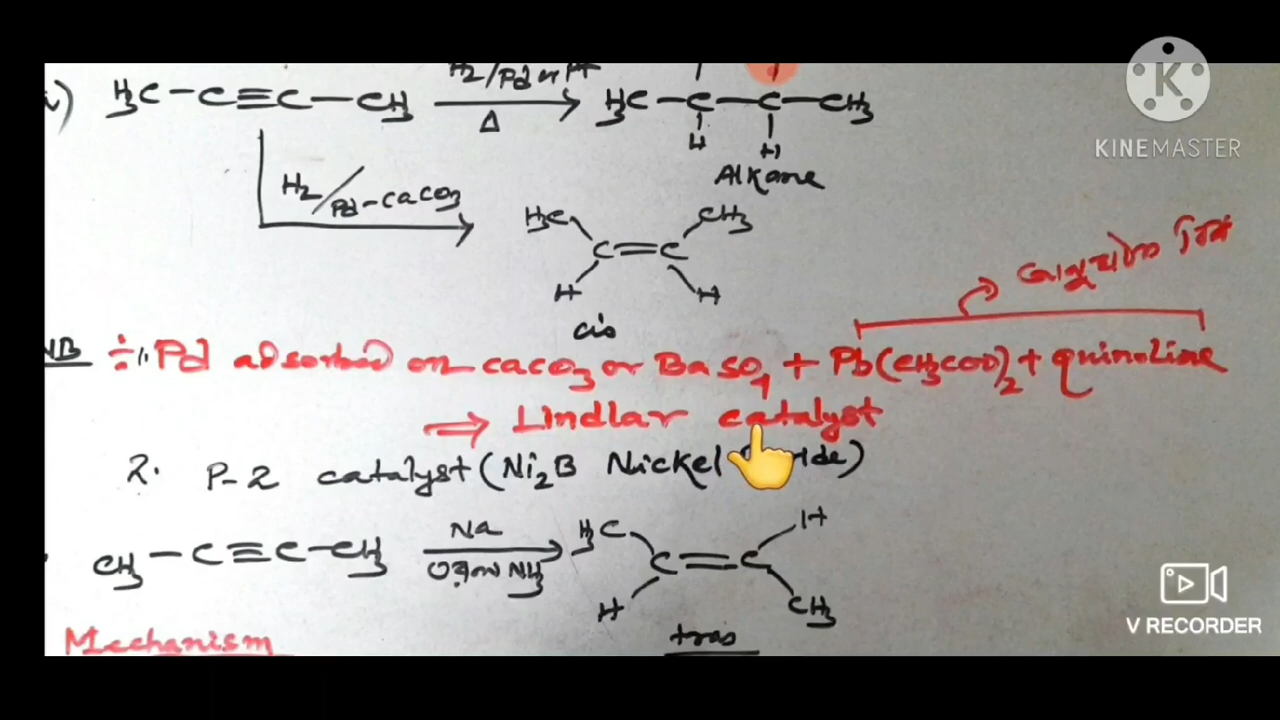 H₃C – C ≡ C – CH₃ H₂/Pd or Pt Δ H₃C – C – C – CH₃
H H
Alkane
H₂/Pd-CaCO₃
H₃C CH₃
C = C
H H
cis
NB ÷ 1, Pd adsorbed on CaCO₃ or BaSO₄ + Pb(CH₃COO)₂ + quinoline
⇒ Lindlar catalyst
2. P-2 catalyst (Ni₂B Nickel
CH₃ – C ≡ C – CH₃ Na তরল NH₃ H₃C H
C = C
H CH₃
tras
Mechanism
KINEMASTER
V RECORDER